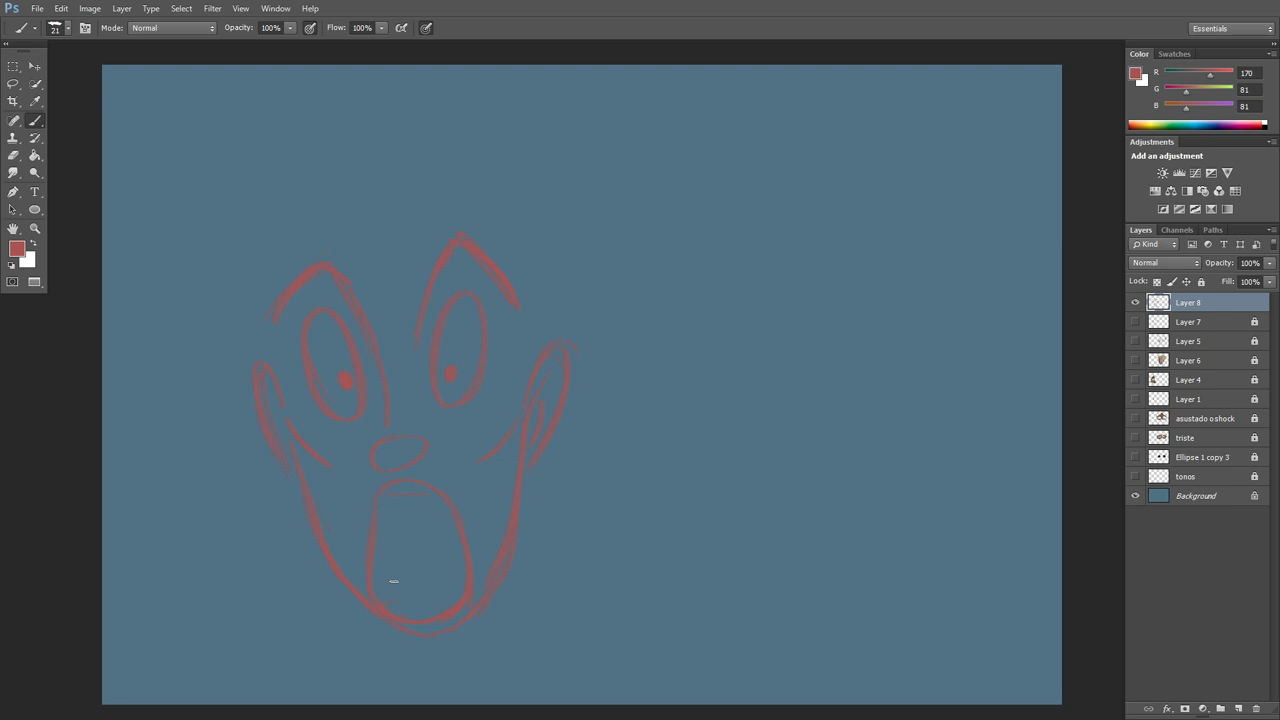 Ps File Edit Image Layer Type Select Filter View Window Help
21 Mode: Normal Opacity: 100% Flow: 100% Essentials
Color Swatches
R 170
G 81
B 81
Adjustments
Add an adjustment
Layers Channels Paths
Kind
Normal Opacity: 100%
Lock: Fill: 100%
Layer 8
Layer 7
Layer 5
Layer 6
Layer 4
Layer 1
asustado o shock
triste
Ellipse 1 copy 3
tonos
Background